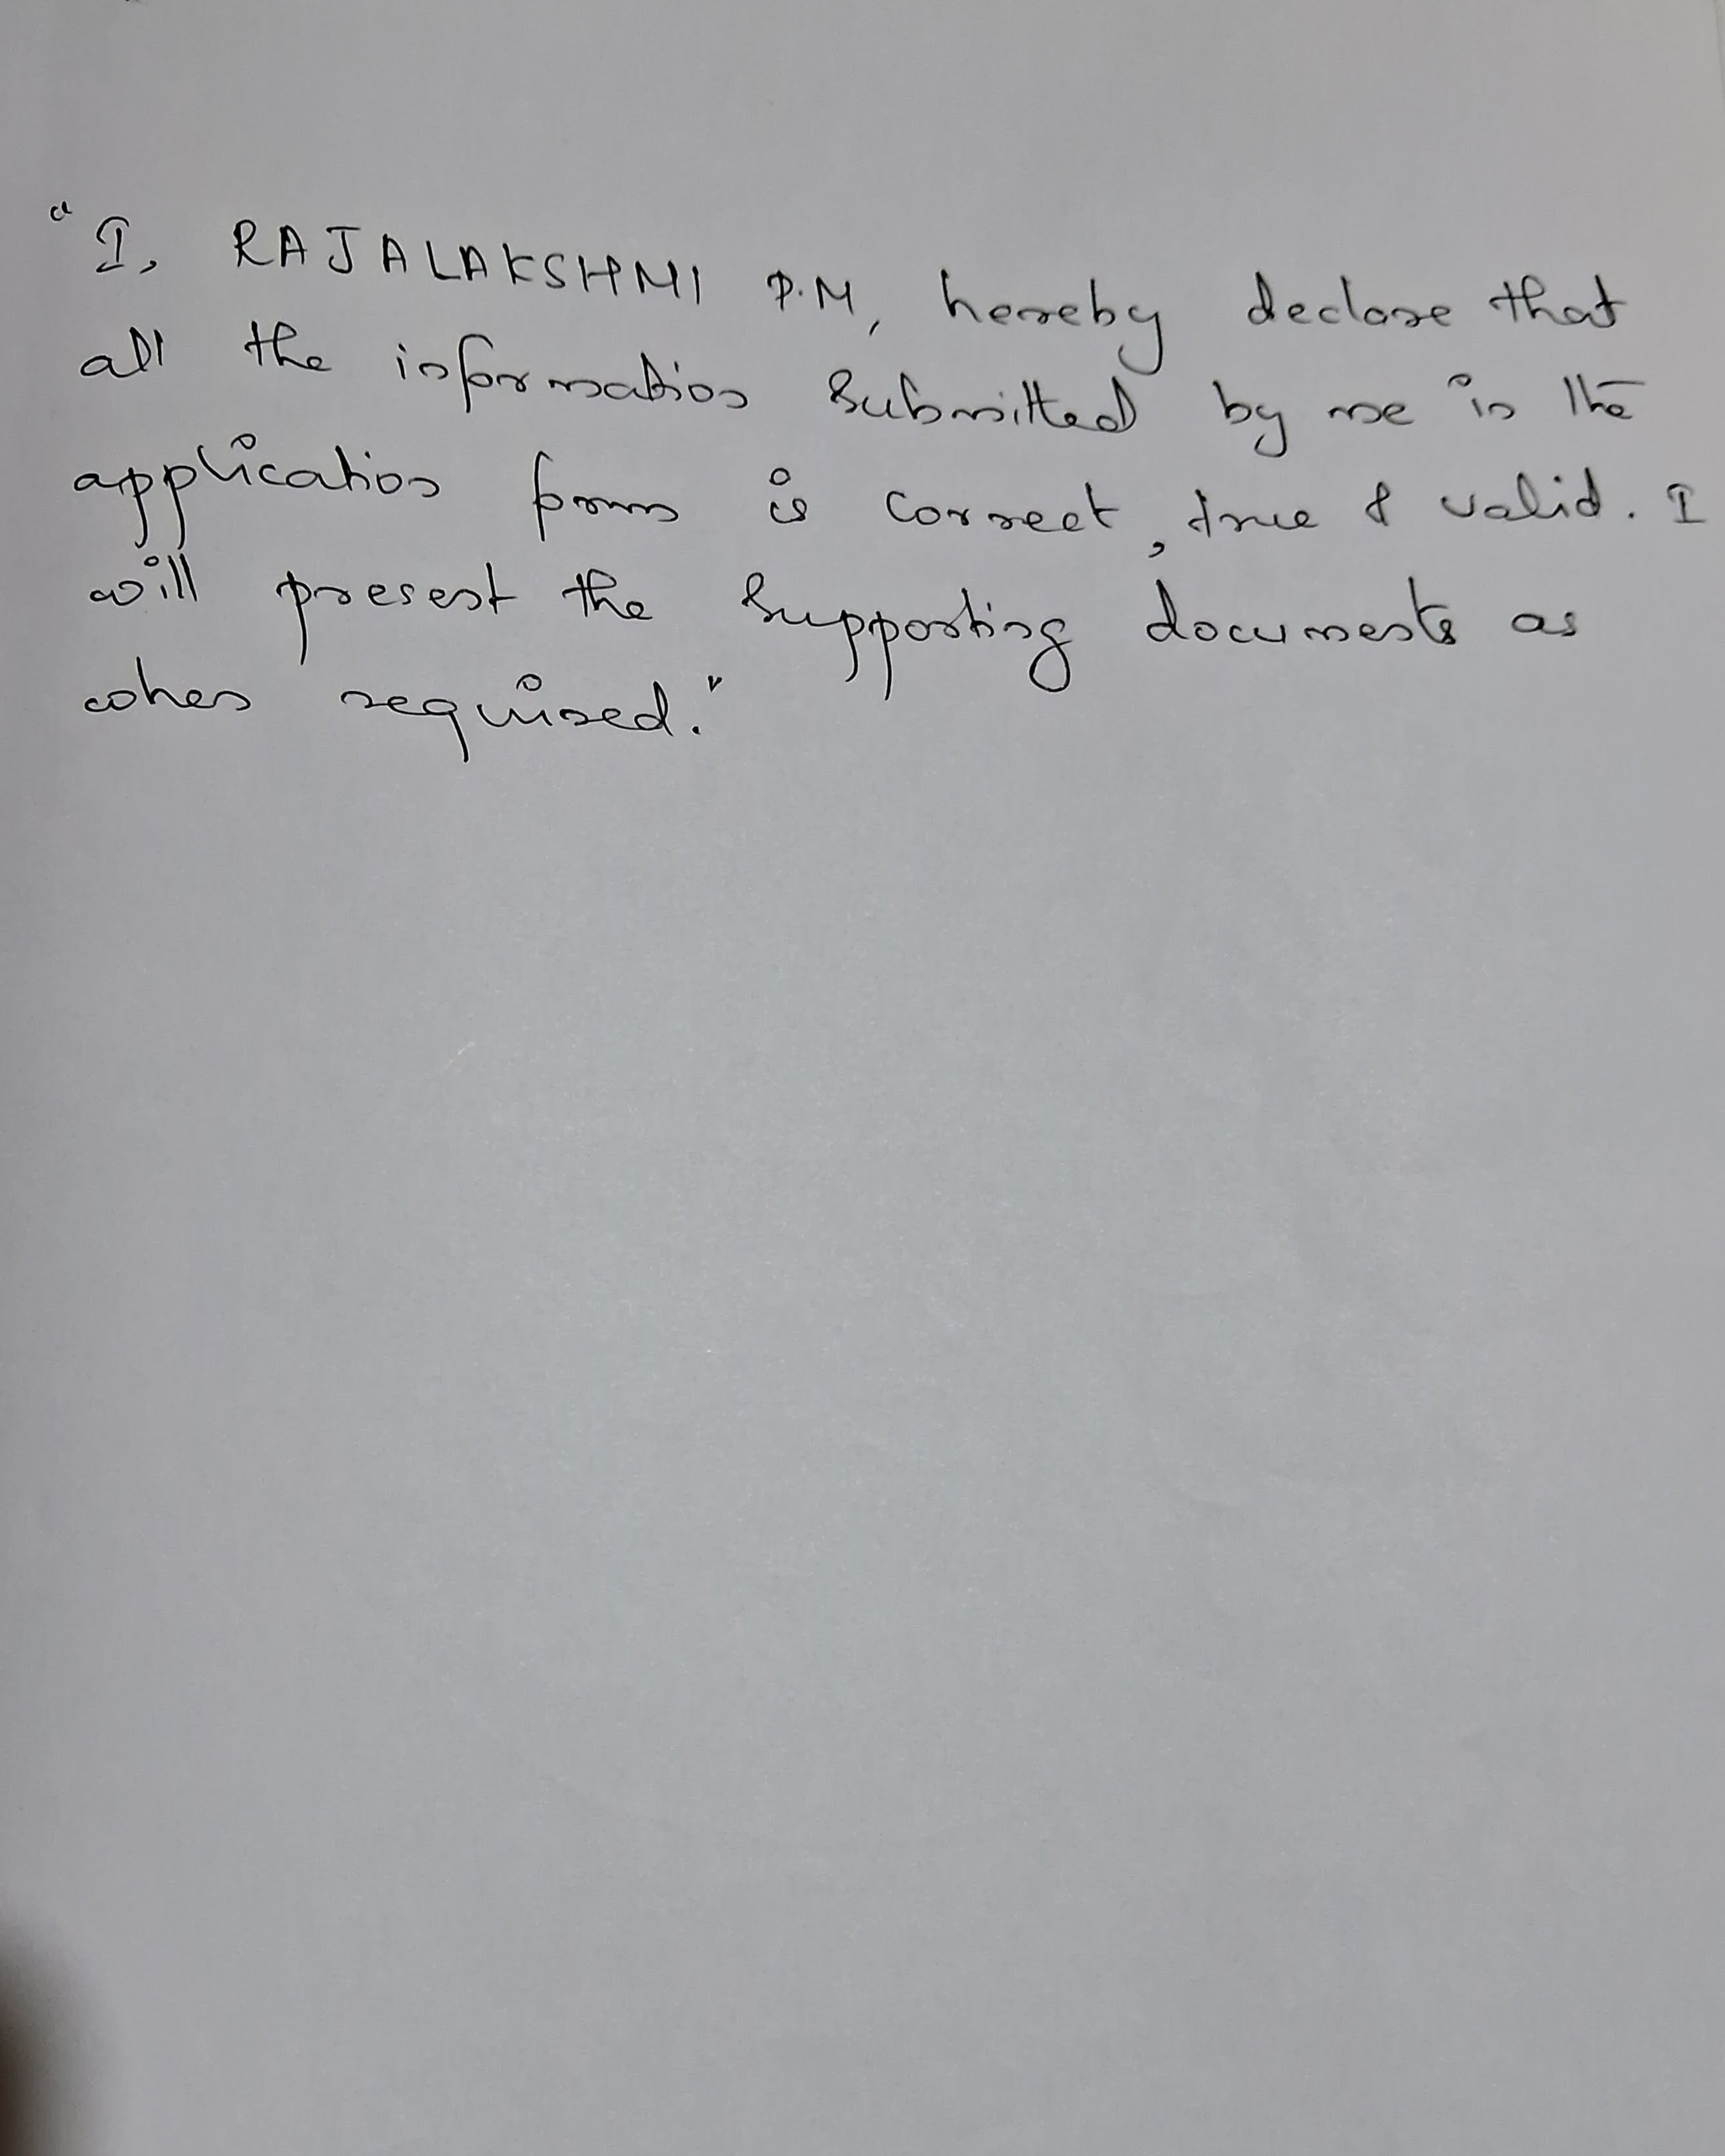 "I, RAJALAKSHMI P.M, hereby declare that
all the information submitted by me in the
application form is correct, true & valid. I
will present the supporting documents as
when required."